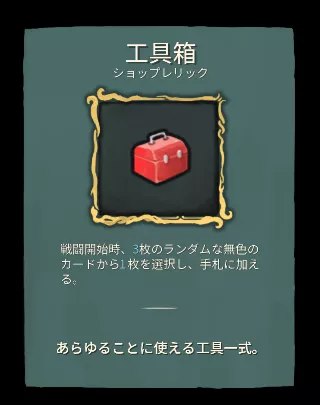 工具箱
ショップレリック
戦闘開始時、3枚のランダムな無色の
カードから1枚を選択し、手札に加え
る。
あらゆることに使える工具一式。